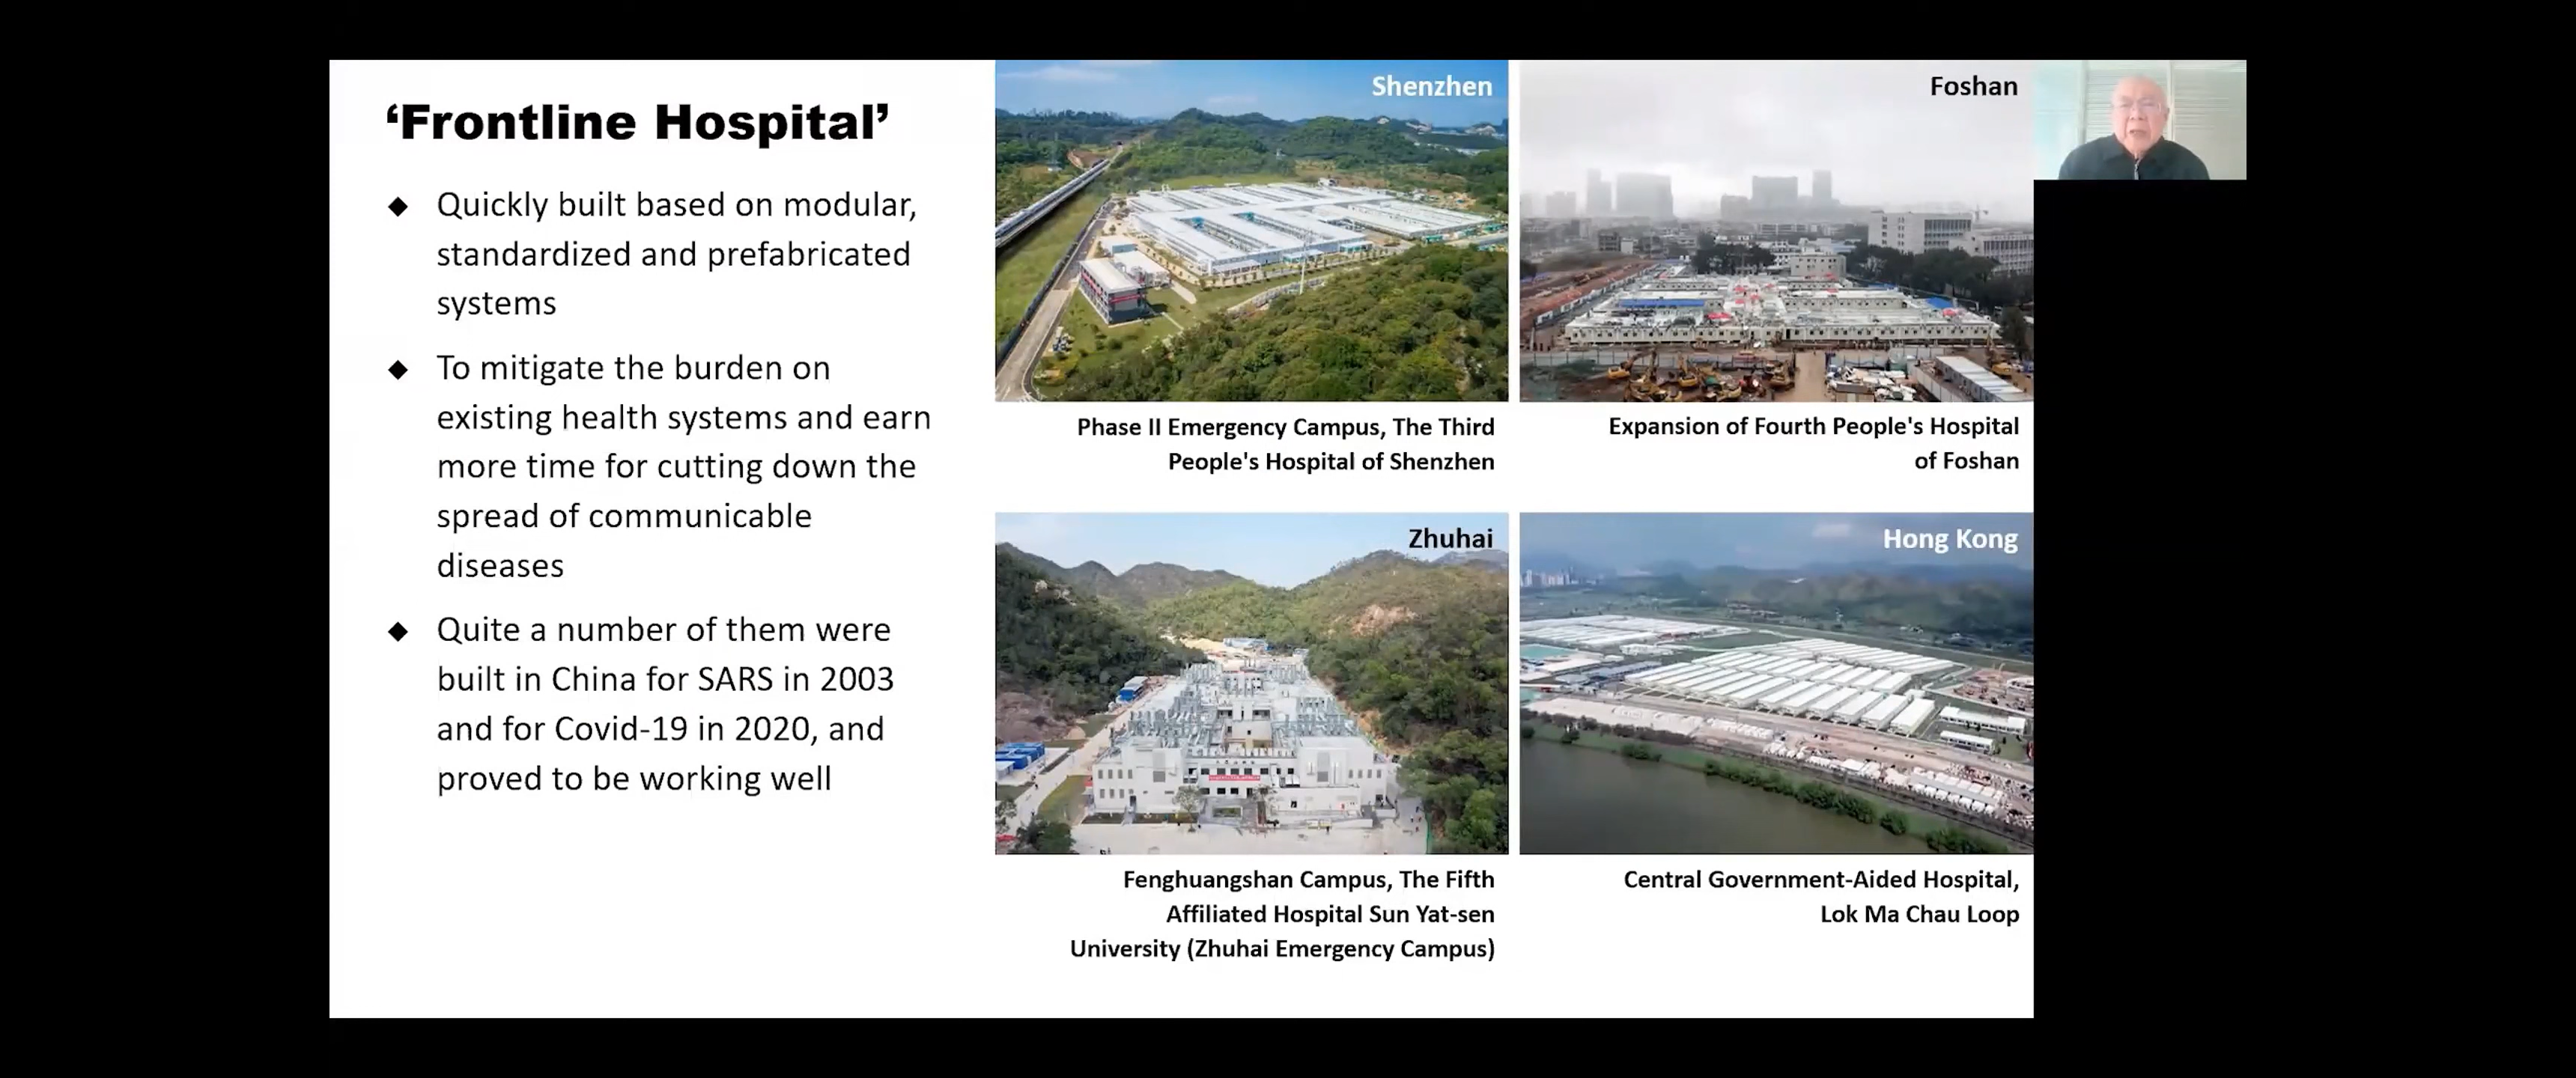 ‘Frontline Hospital’
◆ Quickly built based on modular,
standardized and prefabricated
systems
◆ To mitigate the burden on
existing health systems and earn
more time for cutting down the
spread of communicable
diseases
◆ Quite a number of them were
built in China for SARS in 2003
and for Covid-19 in 2020, and
proved to be working well
Shenzhen
Phase II Emergency Campus, The Third
People's Hospital of Shenzhen
Foshan
Expansion of Fourth People's Hospital
of Foshan
Zhuhai
Fenghuangshan Campus, The Fifth
Affiliated Hospital Sun Yat-sen
University (Zhuhai Emergency Campus)
Hong Kong
Central Government-Aided Hospital,
Lok Ma Chau Loop